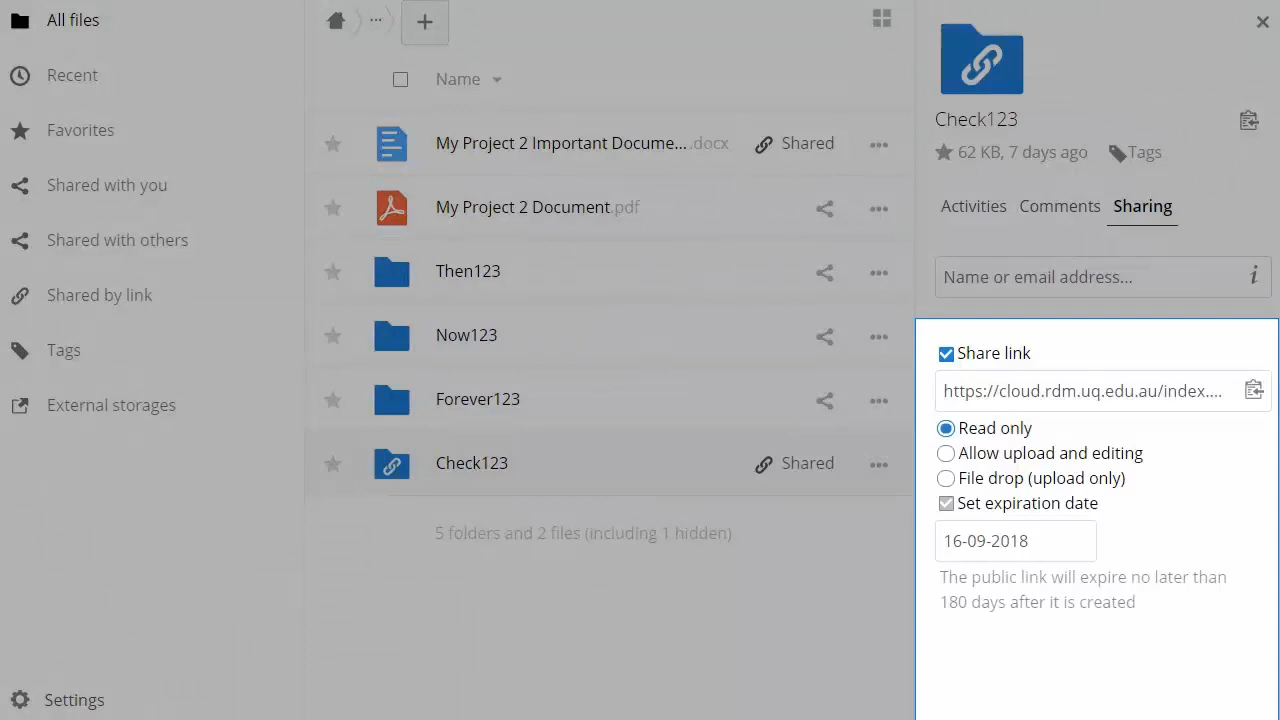 All files
Recent
Favorites
Shared with you
Shared with others
Shared by link
Tags
External storages
Settings
...
+
Name
My Project 2 Important Docume... .docx Shared
My Project 2 Document.pdf
Then123
Now123
Forever123
Check123 Shared
5 folders and 2 files (including 1 hidden)
Check123
62 KB, 7 days ago Tags
Activities Comments Sharing
Name or email address... i
Share link
https://cloud.rdm.uq.edu.au/index....
Read only
Allow upload and editing
File drop (upload only)
Set expiration date
16-09-2018
The public link will expire no later than
180 days after it is created